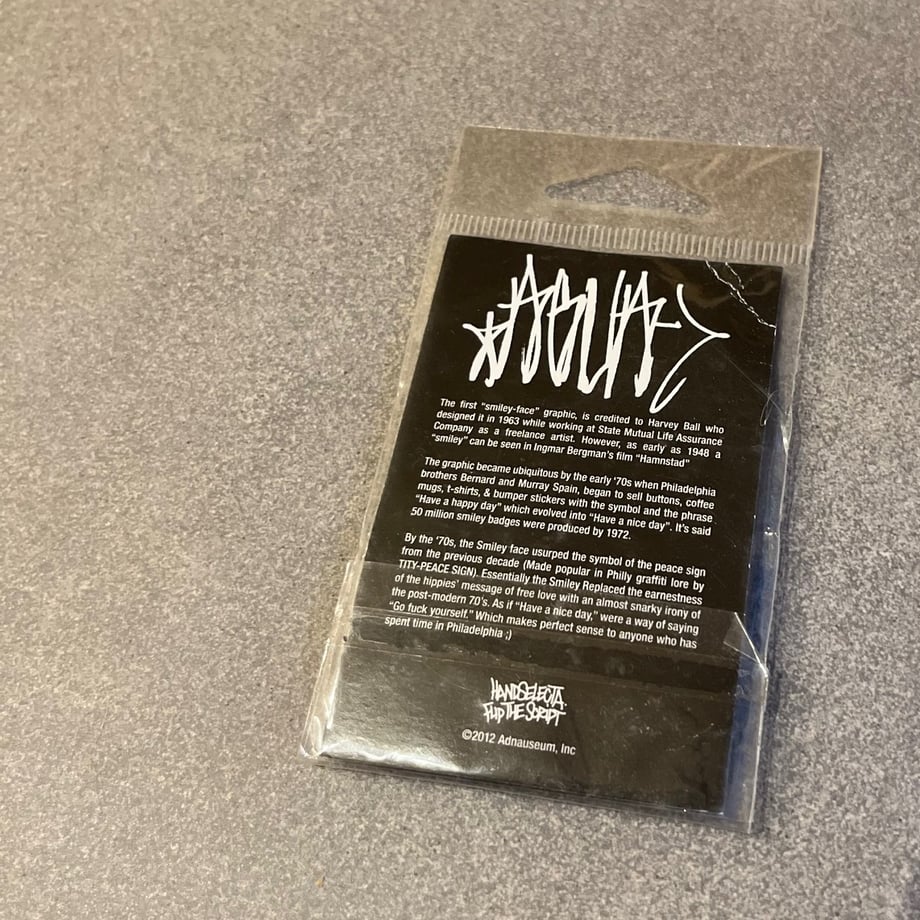 The first “smiley-face” graphic, is credited to Harvey Ball who
designed it in 1963 while working at State Mutual Life Assurance
Company as a freelance artist. However, as early as 1948 a
“smiley” can be seen in Ingmar Bergman's film “Hamnstad”
The graphic became ubiquitous by the early '70s when Philadelphia
brothers Bernard and Murray Spain, began to sell buttons, coffee
mugs, t-shirts, & bumper stickers with the symbol and the phrase
“Have a happy day” which evolved into “Have a nice day”. It's said
50 million smiley badges were produced by 1972.
By the '70s, the Smiley face usurped the symbol of the peace sign
from the previous decade (Made popular in Philly graffiti lore by
TITY-PEACE SIGN). Essentially the Smiley Replaced the earnestness
of the hippies' message of free love with an almost snarky irony of
the post-modern 70's. As if “Have a nice day,” were a way of saying
“Go fuck yourself.” Which makes perfect sense to anyone who has
spent time in Philadelphia ;)
HANDSELECTA.
FLIP THE SCRIPT
©2012 Adnauseum, Inc